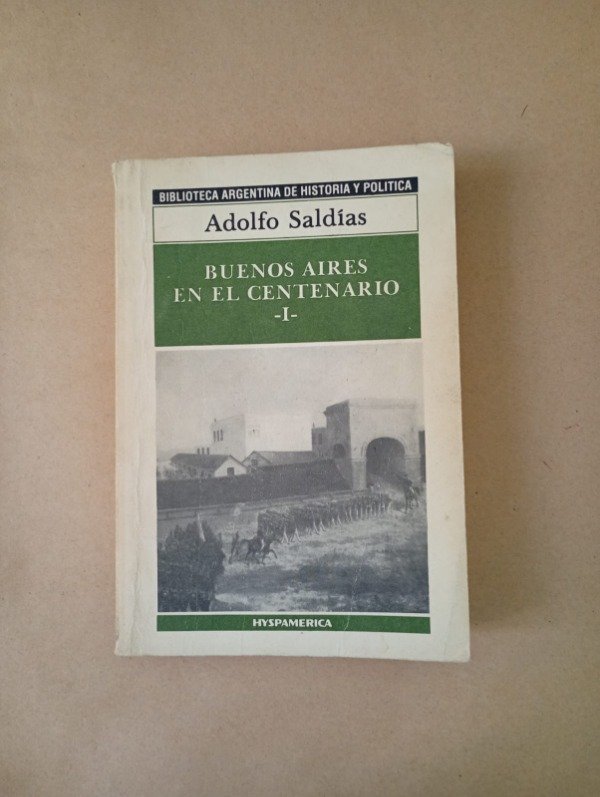 BIBLIOTECA ARGENTINA DE HISTORIA Y POLITICA
Adolfo Saldías
BUENOS AIRES
EN EL CENTENARIO
-I-
HYSPAMERICA